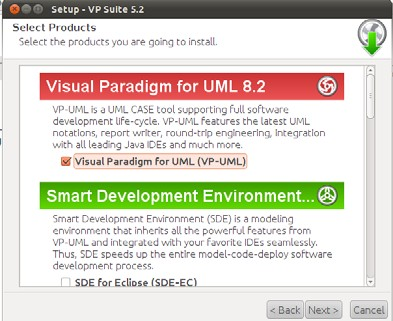 Setup - VP Suite 5.2
Select Products
Select the products you are going to install.
Visual Paradigm for UML 8.2
VP-UML is a UML CASE tool supporting full software
development life-cycle. VP-UML features the latest UML
notations, report writer, round-trip engineering, integration
with all leading Java IDEs and much more.
Visual Paradigm for UML (VP-UML)
Smart Development Environment...
Smart Development Environment (SDE) is a modeling
environment that inherits all the powerful features from
VP-UML and integrated with your favorite IDEs seamlessly.
Thus, SDE speeds up the entire model-code-deploy software
development process.
SDE for Eclipse (SDE-EC)
< Back Next > Cancel